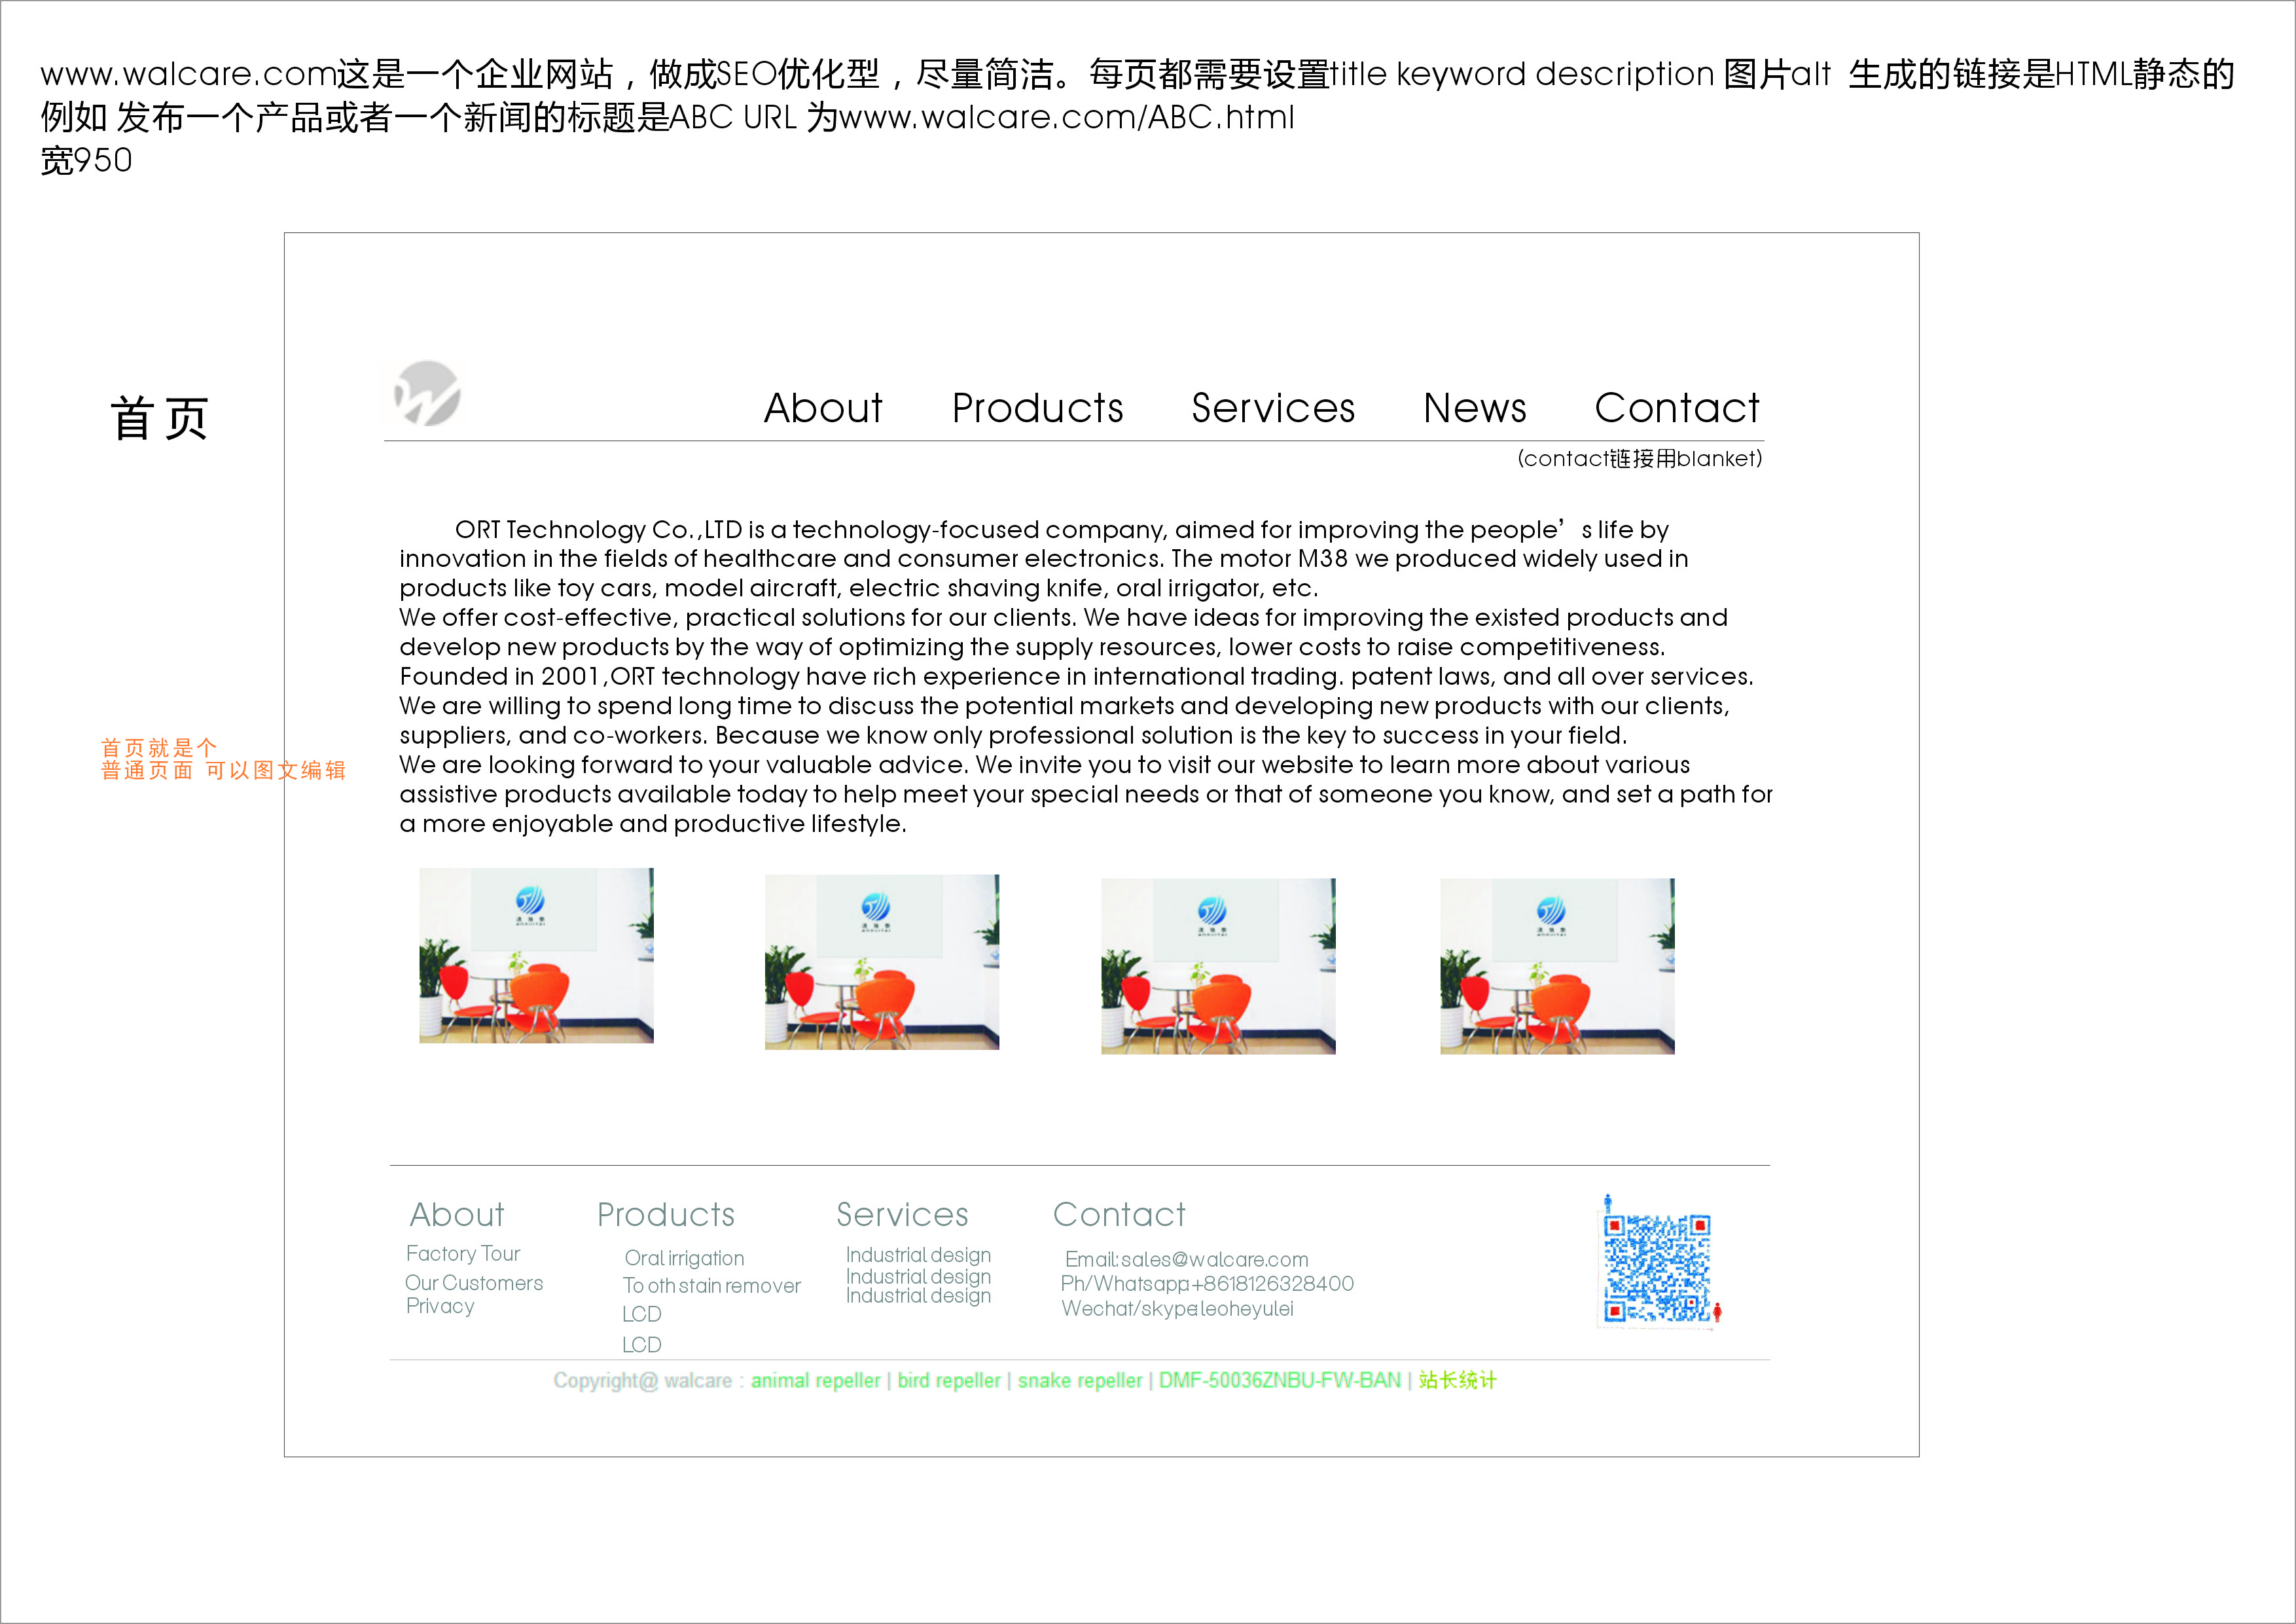 www.walcare.com这是一个企业网站，做成SEO优化型，尽量简洁。每页都需要设置title keyword description 图片alt 生成的链接是HTML静态的
例如 发布一个产品或者一个新闻的标题是ABC URL 为www.walcare.com/ABC.html
宽950
首页
About Products Services News Contact
(contact链接用blanket)
ORT Technology Co.,LTD is a technology-focused company, aimed for improving the people’s life by
innovation in the fields of healthcare and consumer electronics. The motor M38 we produced widely used in
products like toy cars, model aircraft, electric shaving knife, oral irrigator, etc.
We offer cost-effective, practical solutions for our clients. We have ideas for improving the existed products and
develop new products by the way of optimizing the supply resources, lower costs to raise competitiveness.
Founded in 2001,ORT technology have rich experience in international trading. patent laws, and all over services.
We are willing to spend long time to discuss the potential markets and developing new products with our clients,
suppliers, and co-workers. Because we know only professional solution is the key to success in your field.
We are looking forward to your valuable advice. We invite you to visit our website to learn more about various
assistive products available today to help meet your special needs or that of someone you know, and set a path for
a more enjoyable and productive lifestyle.
首页就是个
普通页面 可以图文编辑
About Products Services Contact
Factory Tour
Our Customers
Privacy
Oral irrigation
To oth stain remover
LCD
LCD
Industrial design
Industrial design
Industrial design
Email:sales@walcare.com
Ph/Whatsapp:+8618126328400
Wechat/skype:leoheyulei
Copyright@ walcare : animal repeller | bird repeller | snake repeller | DMF-50036ZNBU-FW-BAN | 站长统计